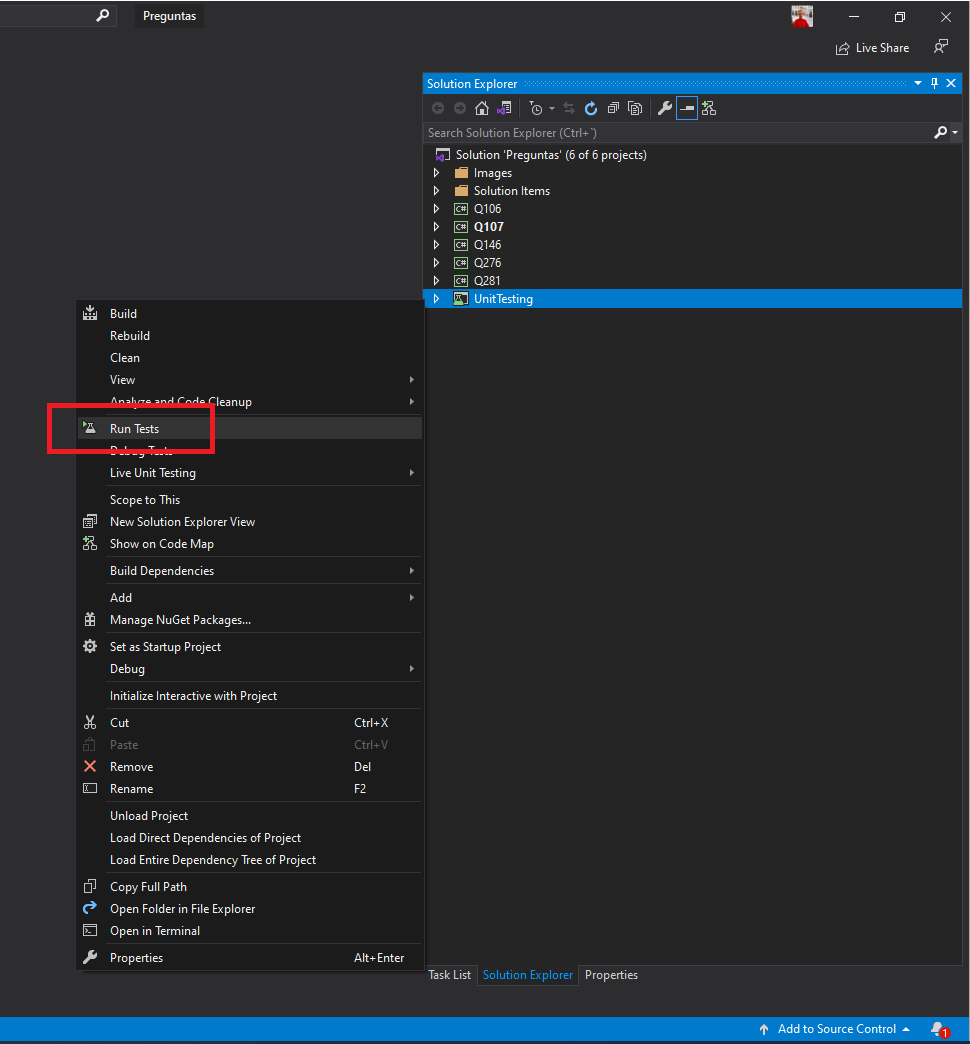 Preguntas
Live Share
Solution Explorer
Search Solution Explorer (Ctrl+`)
Solution 'Preguntas' (6 of 6 projects)
Images
Solution Items
C# Q106
C# Q107
C# Q146
C# Q276
C# Q281
UnitTesting
Build
Rebuild
Clean
View
Analyze and Code Cleanup
Run Tests
Debug Tests
Live Unit Testing
Scope to This
New Solution Explorer View
Show on Code Map
Build Dependencies
Add
Manage NuGet Packages...
Set as Startup Project
Debug
Initialize Interactive with Project
Cut Ctrl+X
Paste Ctrl+V
Remove Del
Rename F2
Unload Project
Load Direct Dependencies of Project
Load Entire Dependency Tree of Project
Copy Full Path
Open Folder in File Explorer
Open in Terminal
Properties Alt+Enter
Task List Solution Explorer Properties
Add to Source Control 1